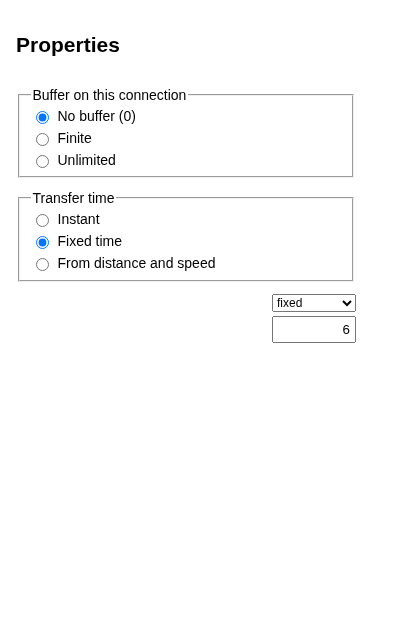 Properties
Buffer on this connection
No buffer (0)
Finite
Unlimited
Transfer time
Instant
Fixed time
From distance and speed
fixed
6